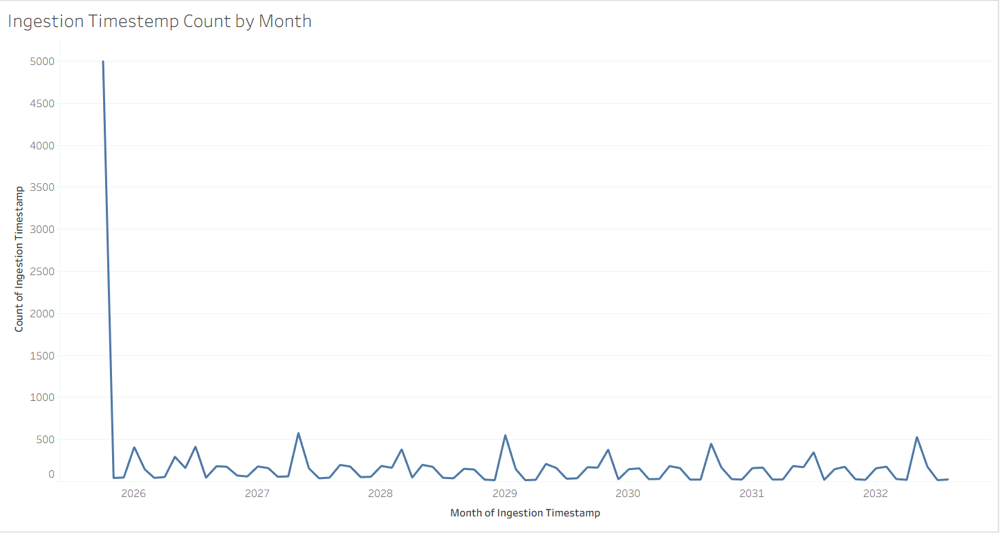 Ingestion Timestemp Count by Month
5000
4500
4000
3500
3000
2500
2000
1500
1000
500
0
Count of Ingestion Timestamp
2026 2027 2028 2029 2030 2031 2032
Month of Ingestion Timestamp